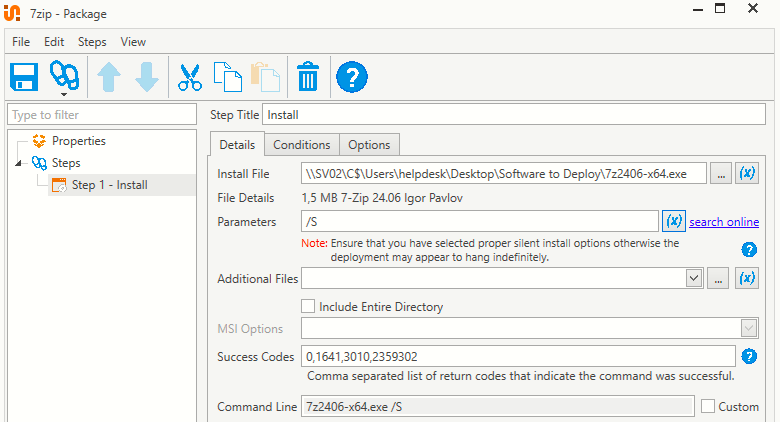 7zip - Package
File Edit Steps View
Type to filter
Properties
Steps
Step 1 - Install
Step Title Install
Details Conditions Options
Install File \\SV02\C$\Users\helpdesk\Desktop\Software to Deploy\7z2406-x64.exe ... (x)
File Details 1,5 MB 7-Zip 24.06 Igor Pavlov
Parameters /S (x) search online
Note: Ensure that you have selected proper silent install options otherwise the
deployment may appear to hang indefinitely.
Additional Files ... (x)
Include Entire Directory
MSI Options
Success Codes 0,1641,3010,2359302
Comma separated list of return codes that indicate the command was successful.
Command Line 7z2406-x64.exe /S Custom